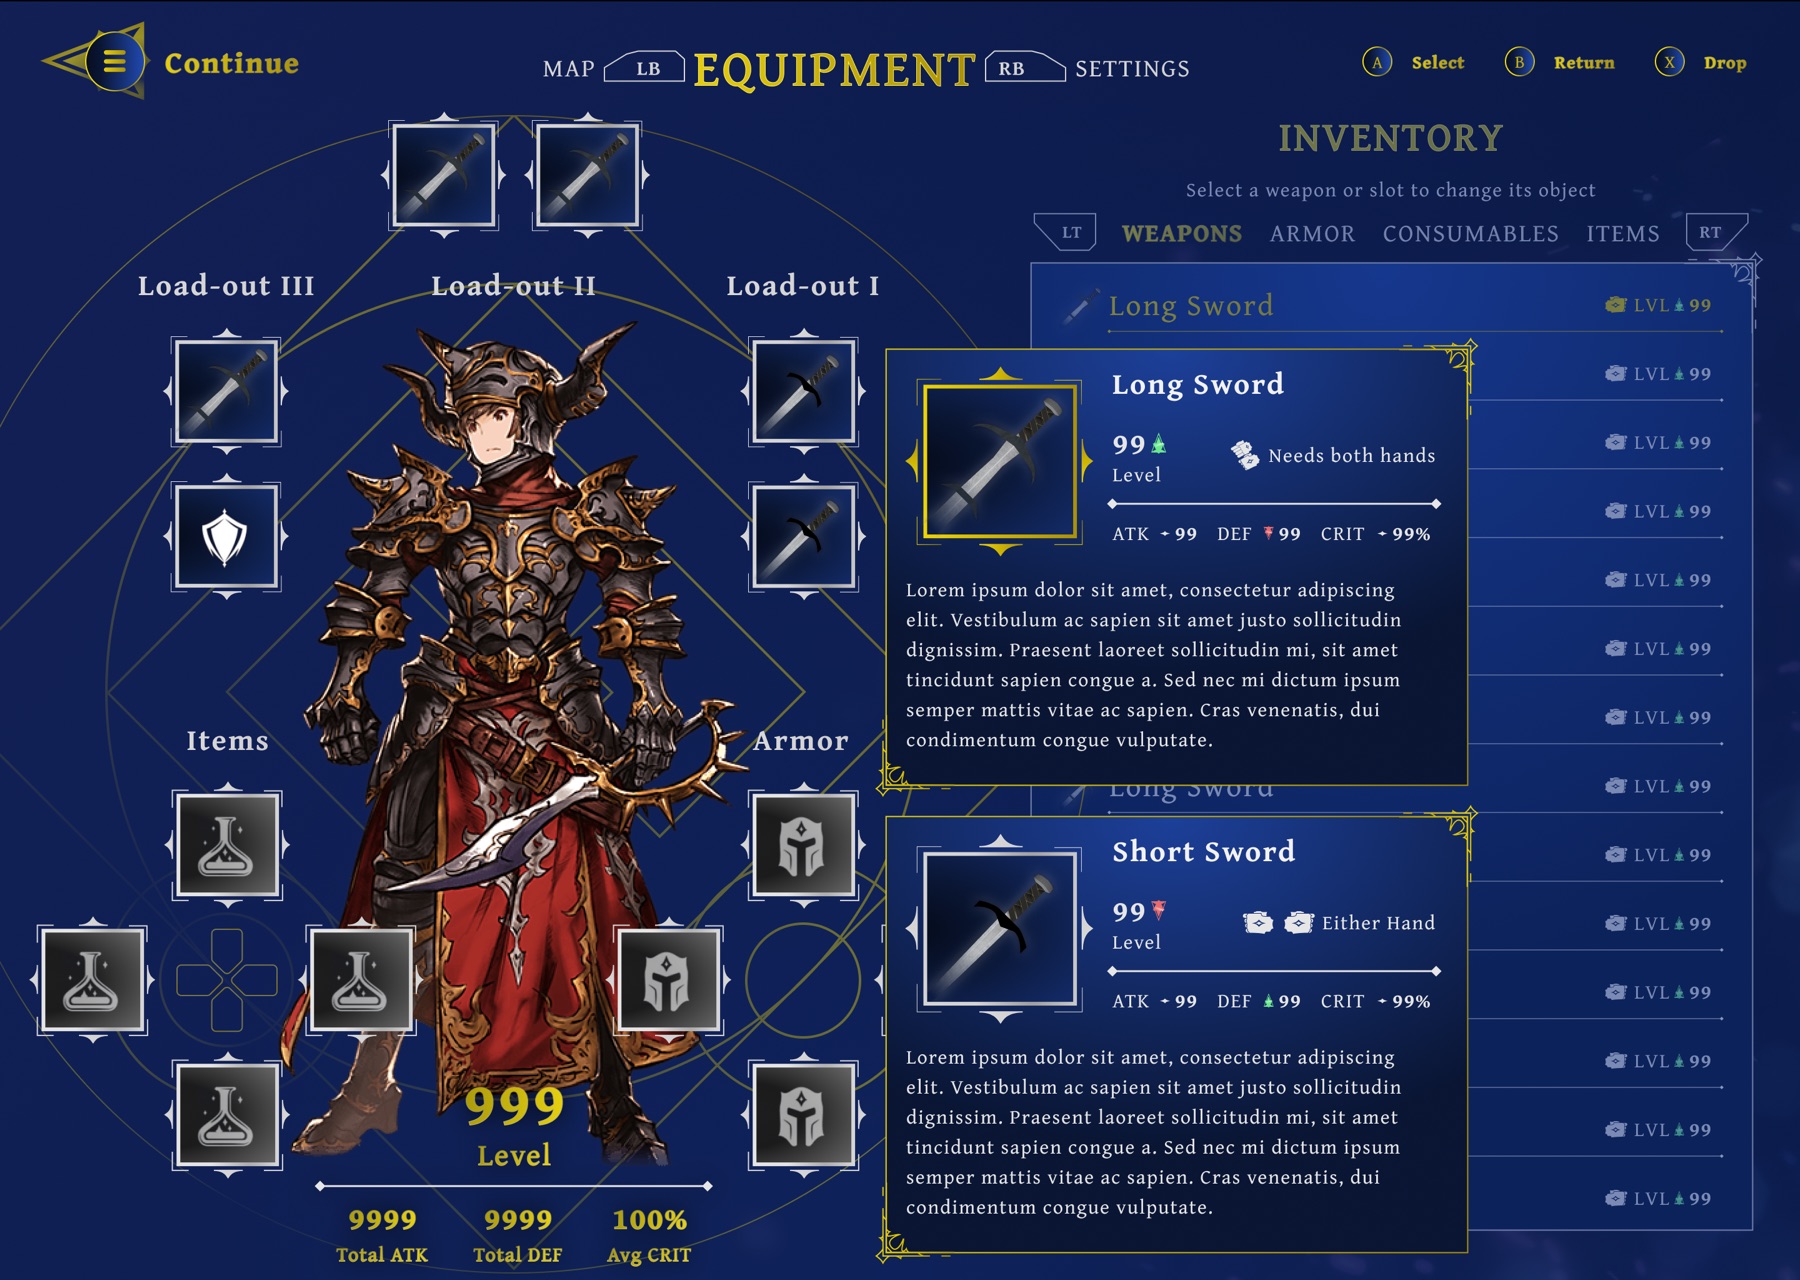 Continue
MAP LB EQUIPMENT RB SETTINGS
A Select B Return X Drop
INVENTORY
Select a weapon or slot to change its object
LT WEAPONS ARMOR CONSUMABLES ITEMS RT
Load-out III Load-out II Load-out I
Long Sword LVL 99
LVL 99
LVL 99
LVL 99
LVL 99
LVL 99
LVL 99
Long Sword LVL 99
LVL 99
LVL 99
LVL 99
LVL 99
LVL 99
LVL 99
Long Sword
99
Level
Needs both hands
ATK 99 DEF 99 CRIT 99%
Lorem ipsum dolor sit amet, consectetur adipiscing
elit. Vestibulum ac sapien sit amet justo sollicitudin
dignissim. Praesent laoreet sollicitudin mi, sit amet
tincidunt sapien congue a. Sed nec mi dictum ipsum
semper mattis vitae ac sapien. Cras venenatis, dui
condimentum congue vulputate.
Short Sword
99
Level
Either Hand
ATK 99 DEF 99 CRIT 99%
Lorem ipsum dolor sit amet, consectetur adipiscing
elit. Vestibulum ac sapien sit amet justo sollicitudin
dignissim. Praesent laoreet sollicitudin mi, sit amet
tincidunt sapien congue a. Sed nec mi dictum ipsum
semper mattis vitae ac sapien. Cras venenatis, dui
condimentum congue vulputate.
Items Armor
999
Level
9999 9999 100%
Total ATK Total DEF Avg CRIT